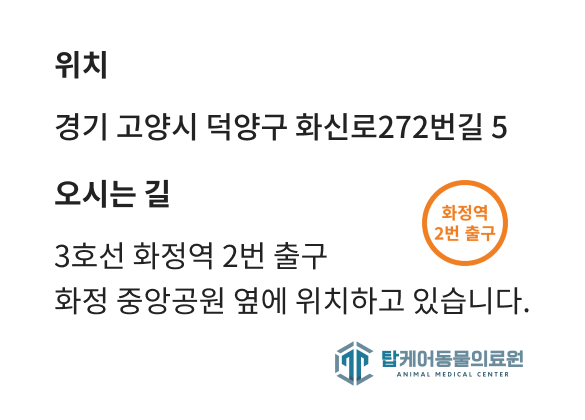 위치
경기 고양시 덕양구 화신로272번길 5
오시는 길
화정역
2번 출구
3호선 화정역 2번 출구
화정 중앙공원 옆에 위치하고 있습니다.
탑케어동물의료원
ANIMAL MEDICAL CENTER